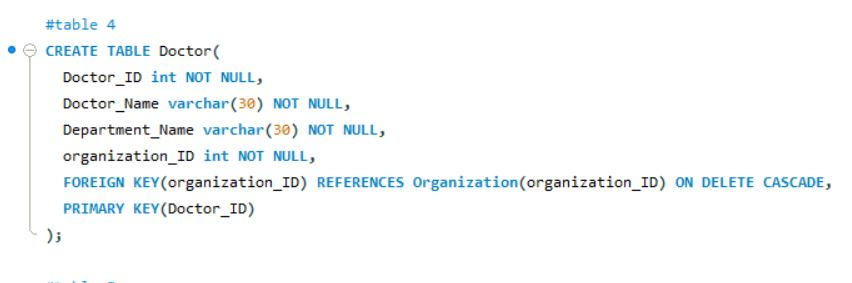 #table 4
CREATE TABLE Doctor(
Doctor_ID int NOT NULL,
Doctor_Name varchar(30) NOT NULL,
Department_Name varchar(30) NOT NULL,
organization_ID int NOT NULL,
FOREIGN KEY(organization_ID) REFERENCES Organization(organization_ID) ON DELETE CASCADE,
PRIMARY KEY(Doctor_ID)
);